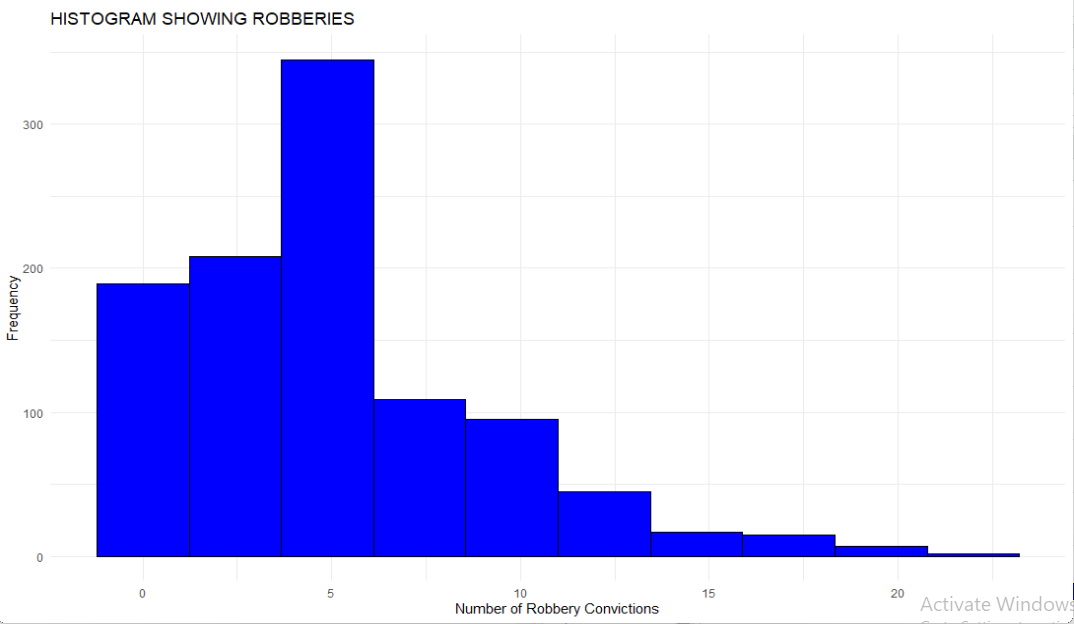 HISTOGRAM SHOWING ROBBERIES
300
200
100
0
Frequency
0 5 10 15 20
Number of Robbery Convictions
Activate Windows